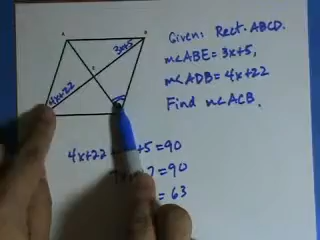 Given: Rect. ABCD.
m∠ABE = 3x+5,
m∠ADB = 4x+22
Find m∠ACB.
3x+5
4x+22
4x+22 +5=90
7 = 90
= 63